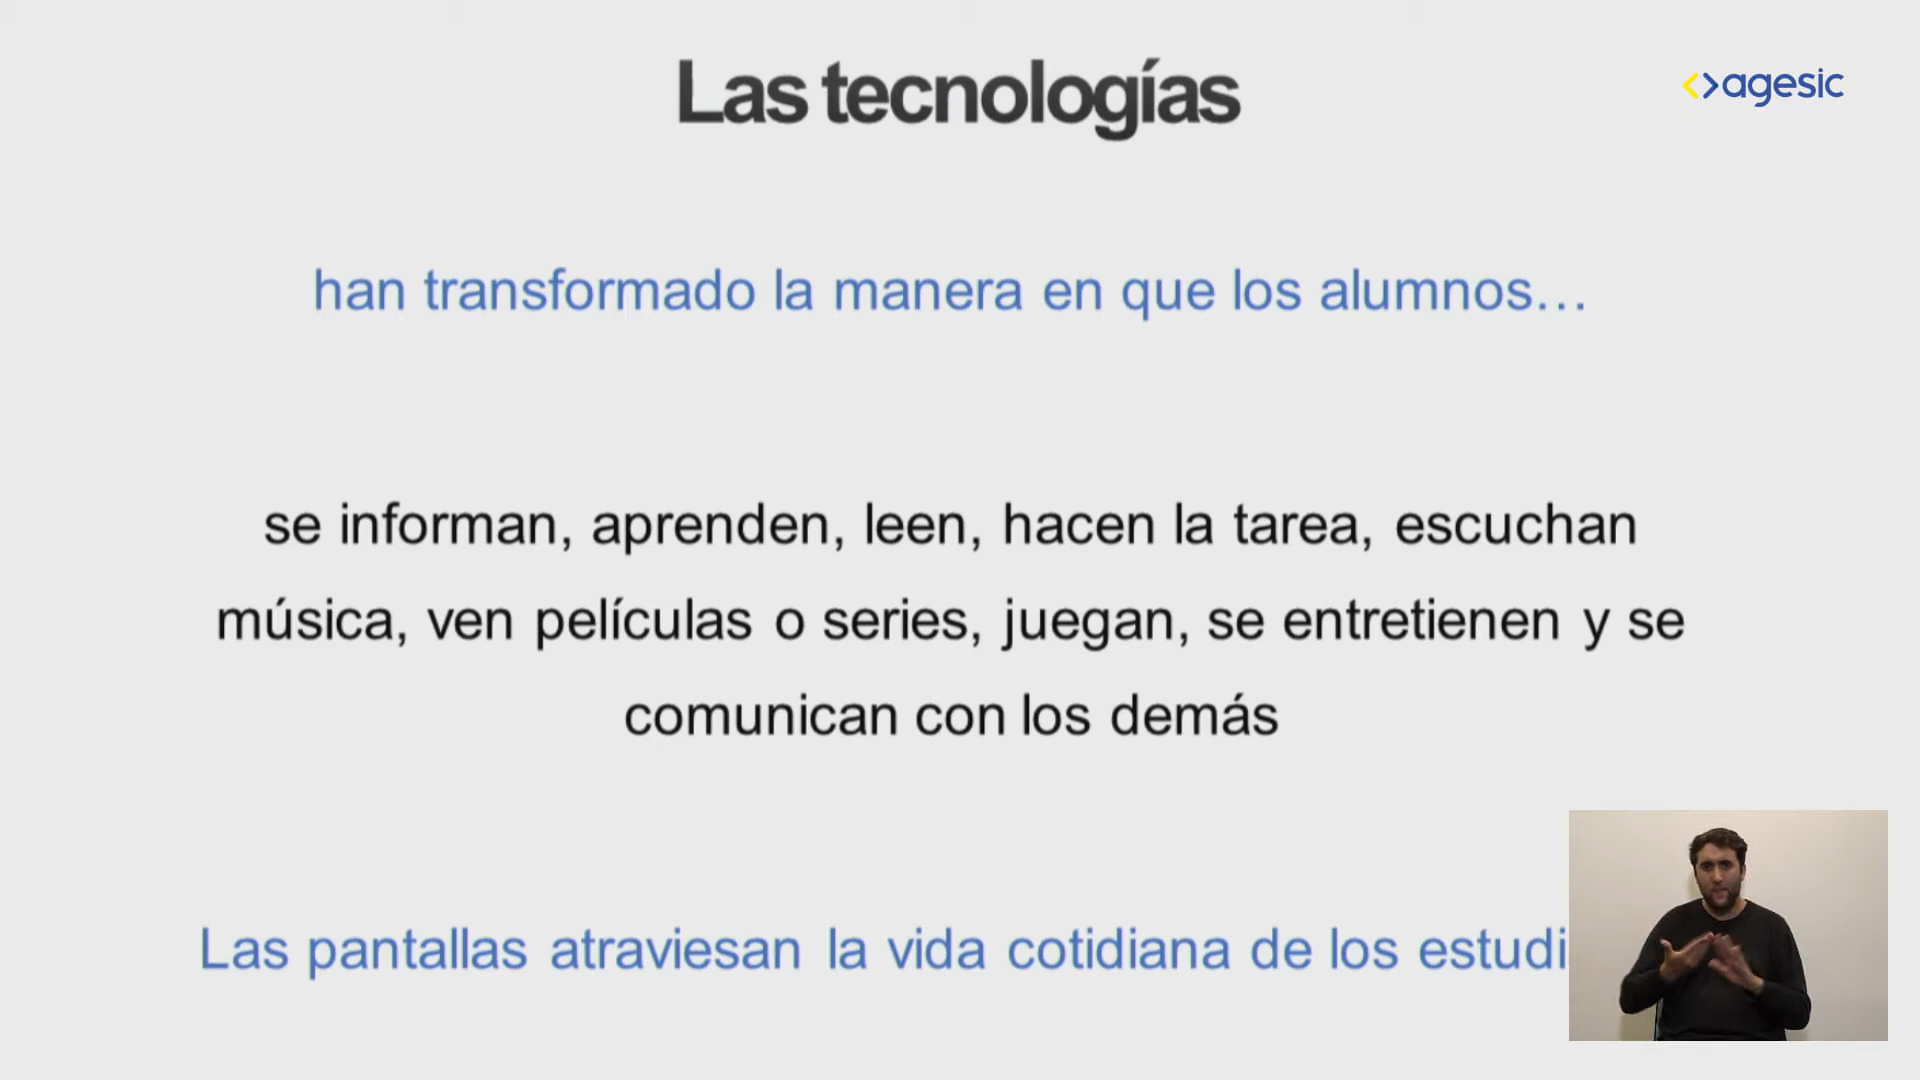 Las tecnologías
<>agesic
han transformado la manera en que los alumnos…
se informan, aprenden, leen, hacen la tarea, escuchan
música, ven películas o series, juegan, se entretienen y se
comunican con los demás
Las pantallas atraviesan la vida cotidiana de los